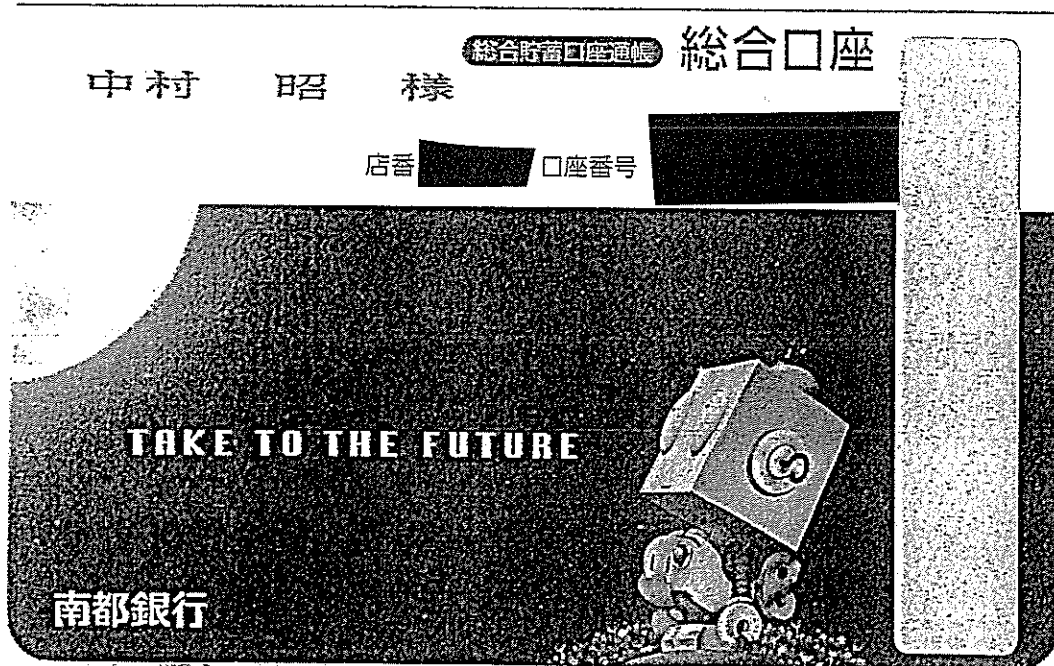 総合貯蓄口座通帳 総合口座
中村 昭 様
店番 口座番号
TAKE TO THE FUTURE
南都銀行